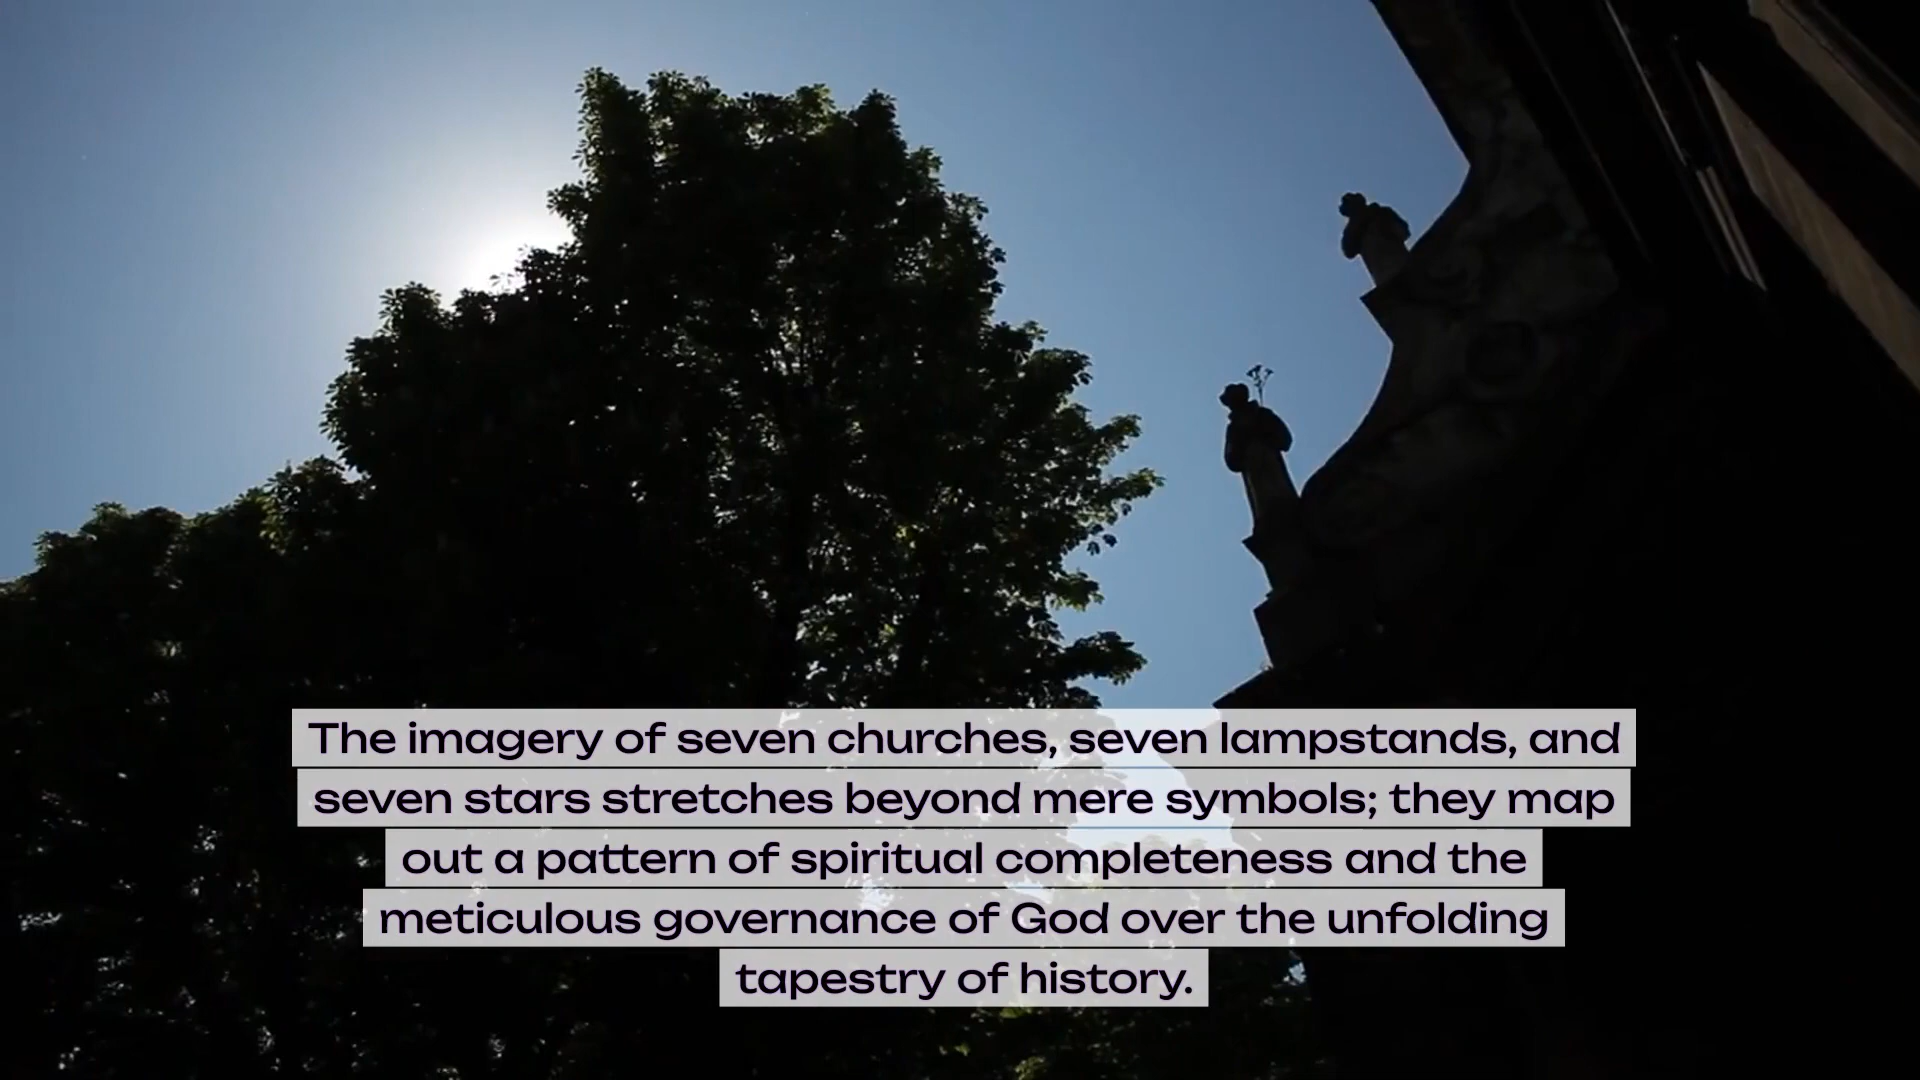 The imagery of seven churches, seven lampstands, and
seven stars stretches beyond mere symbols; they map
out a pattern of spiritual completeness and the
meticulous governance of God over the unfolding
tapestry of history.